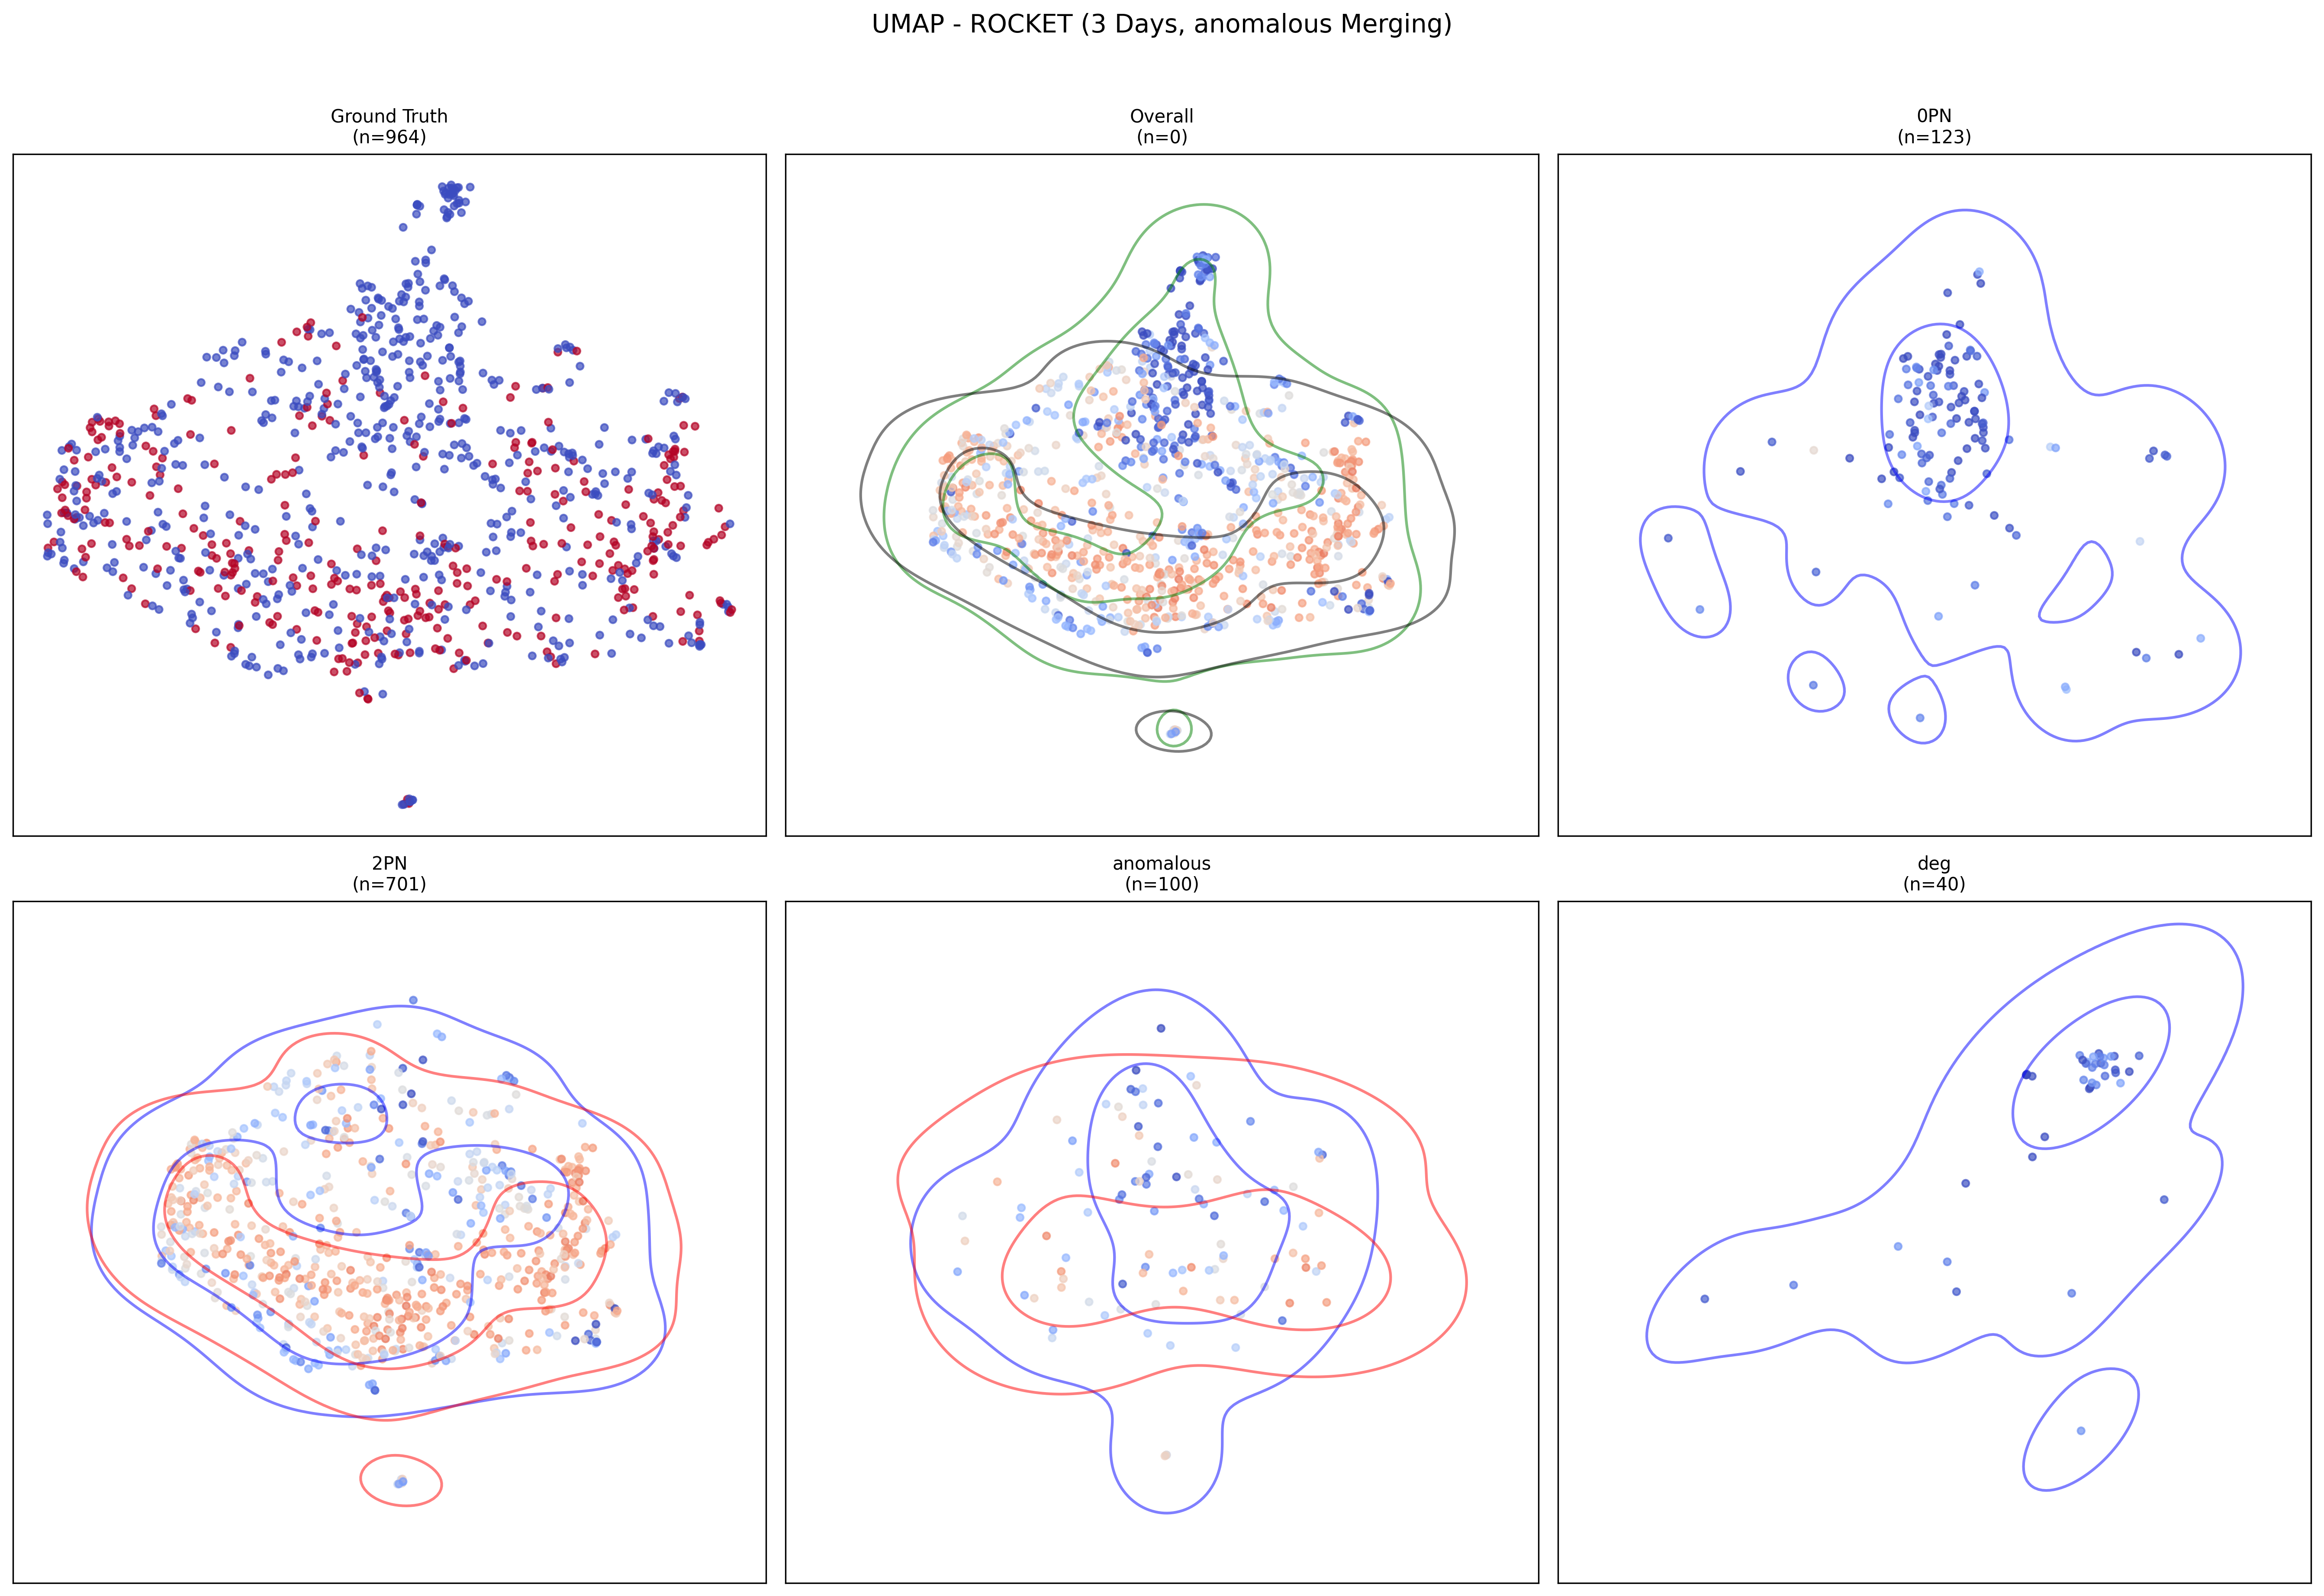 UMAP - ROCKET (3 Days, anomalous Merging)
Ground Truth
(n=964)
Overall
(n=0)
0PN
(n=123)
2PN
(n=701)
anomalous
(n=100)
deg
(n=40)